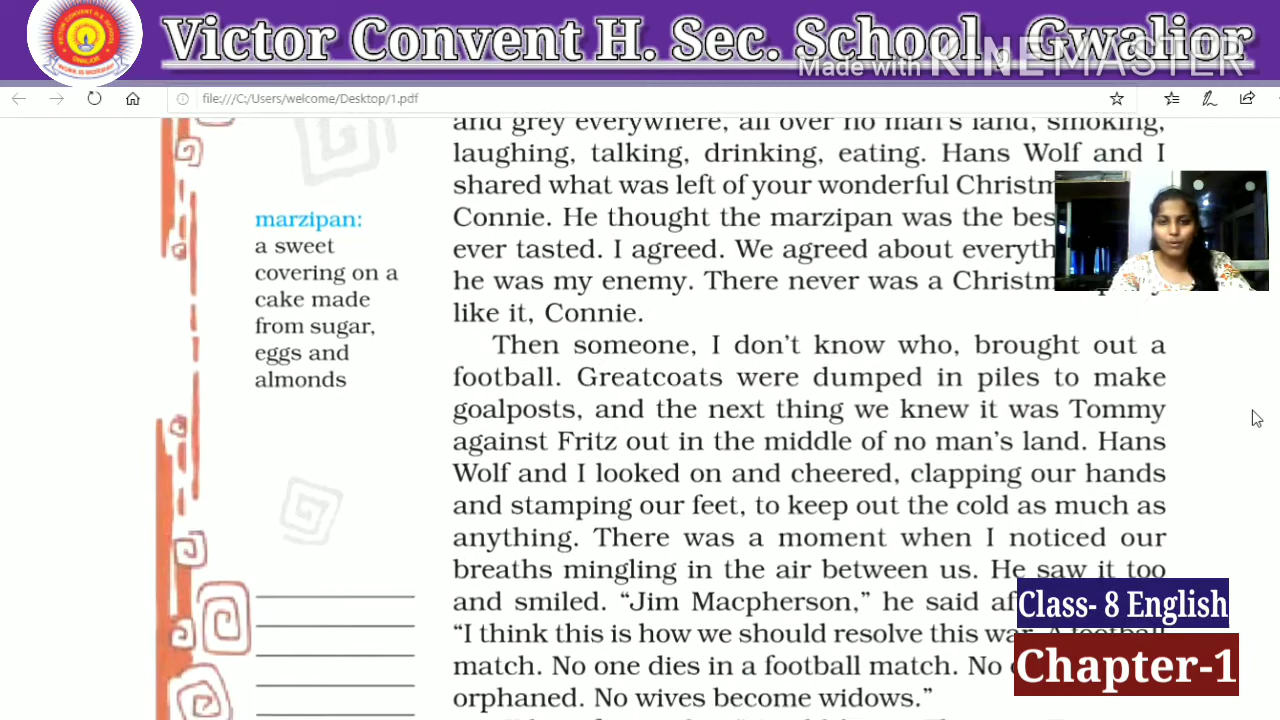 Victor Convent H. Sec. School, Gwalior
Made with KINEMASTER
file:///C:/Users/welcome/Desktop/1.pdf
and grey everywhere, all over no man's land, smoking,
laughing, talking, drinking, eating. Hans Wolf and I
shared what was left of your wonderful
Connie. He thought the marzipan was the
ever tasted. I agreed. We agreed about
he was my enemy. There never was a
like it, Connie.
marzipan:
a sweet
covering on a
cake made
from sugar,
eggs and
almonds
Then someone, I don't know who, brought out a
football. Greatcoats were dumped in piles to make
goalposts, and the next thing we knew it was Tommy
against Fritz out in the middle of no man's land. Hans
Wolf and I looked on and cheered, clapping our hands
and stamping our feet, to keep out the cold as much as
anything. There was a moment when I noticed our
breaths mingling in the air between us. He saw it too
and smiled. “Jim Macpherson,” he said
“I think this is how we should resolve this war. A football
match. No one dies in a football match. No
orphaned. No wives become widows.”
Class- 8 English
Chapter-1